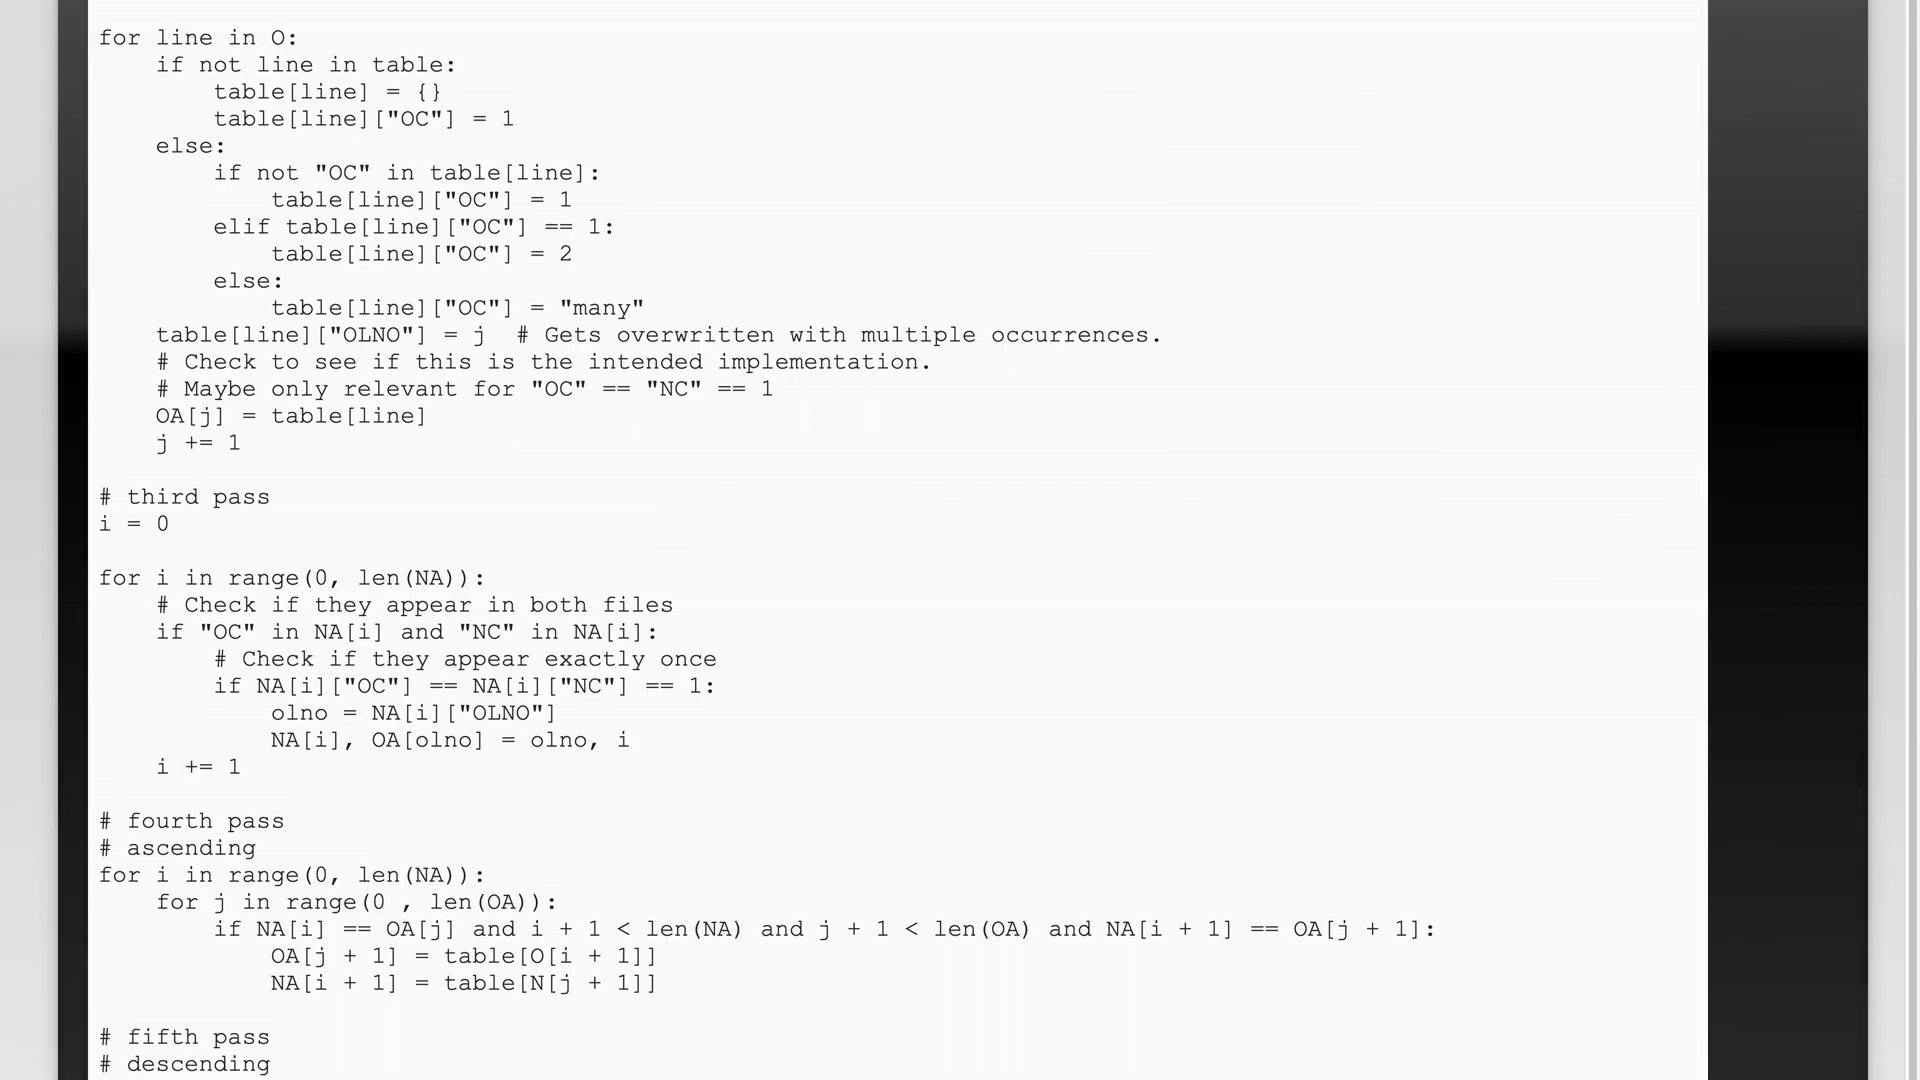 for line in O:
    if not line in table:
        table[line] = {}
        table[line]["OC"] = 1
    else:
        if not "OC" in table[line]:
            table[line]["OC"] = 1
        elif table[line]["OC"] == 1:
            table[line]["OC"] = 2
        else:
            table[line]["OC"] = "many"
    table[line]["OLNO"] = j  # Gets overwritten with multiple occurrences.
    # Check to see if this is the intended implementation.
    # Maybe only relevant for "OC" == "NC" == 1
    OA[j] = table[line]
    j += 1

# third pass
i = 0

for i in range(0, len(NA)):
    # Check if they appear in both files
    if "OC" in NA[i] and "NC" in NA[i]:
        # Check if they appear exactly once
        if NA[i]["OC"] == NA[i]["NC"] == 1:
            olno = NA[i]["OLNO"]
            NA[i], OA[olno] = olno, i
    i += 1

# fourth pass
# ascending
for i in range(0, len(NA)):
    for j in range(0 , len(OA)):
        if NA[i] == OA[j] and i + 1 < len(NA) and j + 1 < len(OA) and NA[i + 1] == OA[j + 1]:
            OA[j + 1] = table[O[i + 1]]
            NA[i + 1] = table[N[j + 1]]

# fifth pass
# descending